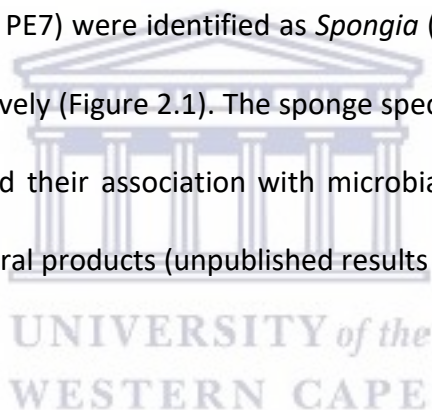 PE7) were identified as Spongia (
vely (Figure 2.1). The sponge spec
d their association with microbia
ral products (unpublished results
UNIVERSITY of the
WESTERN CAPE